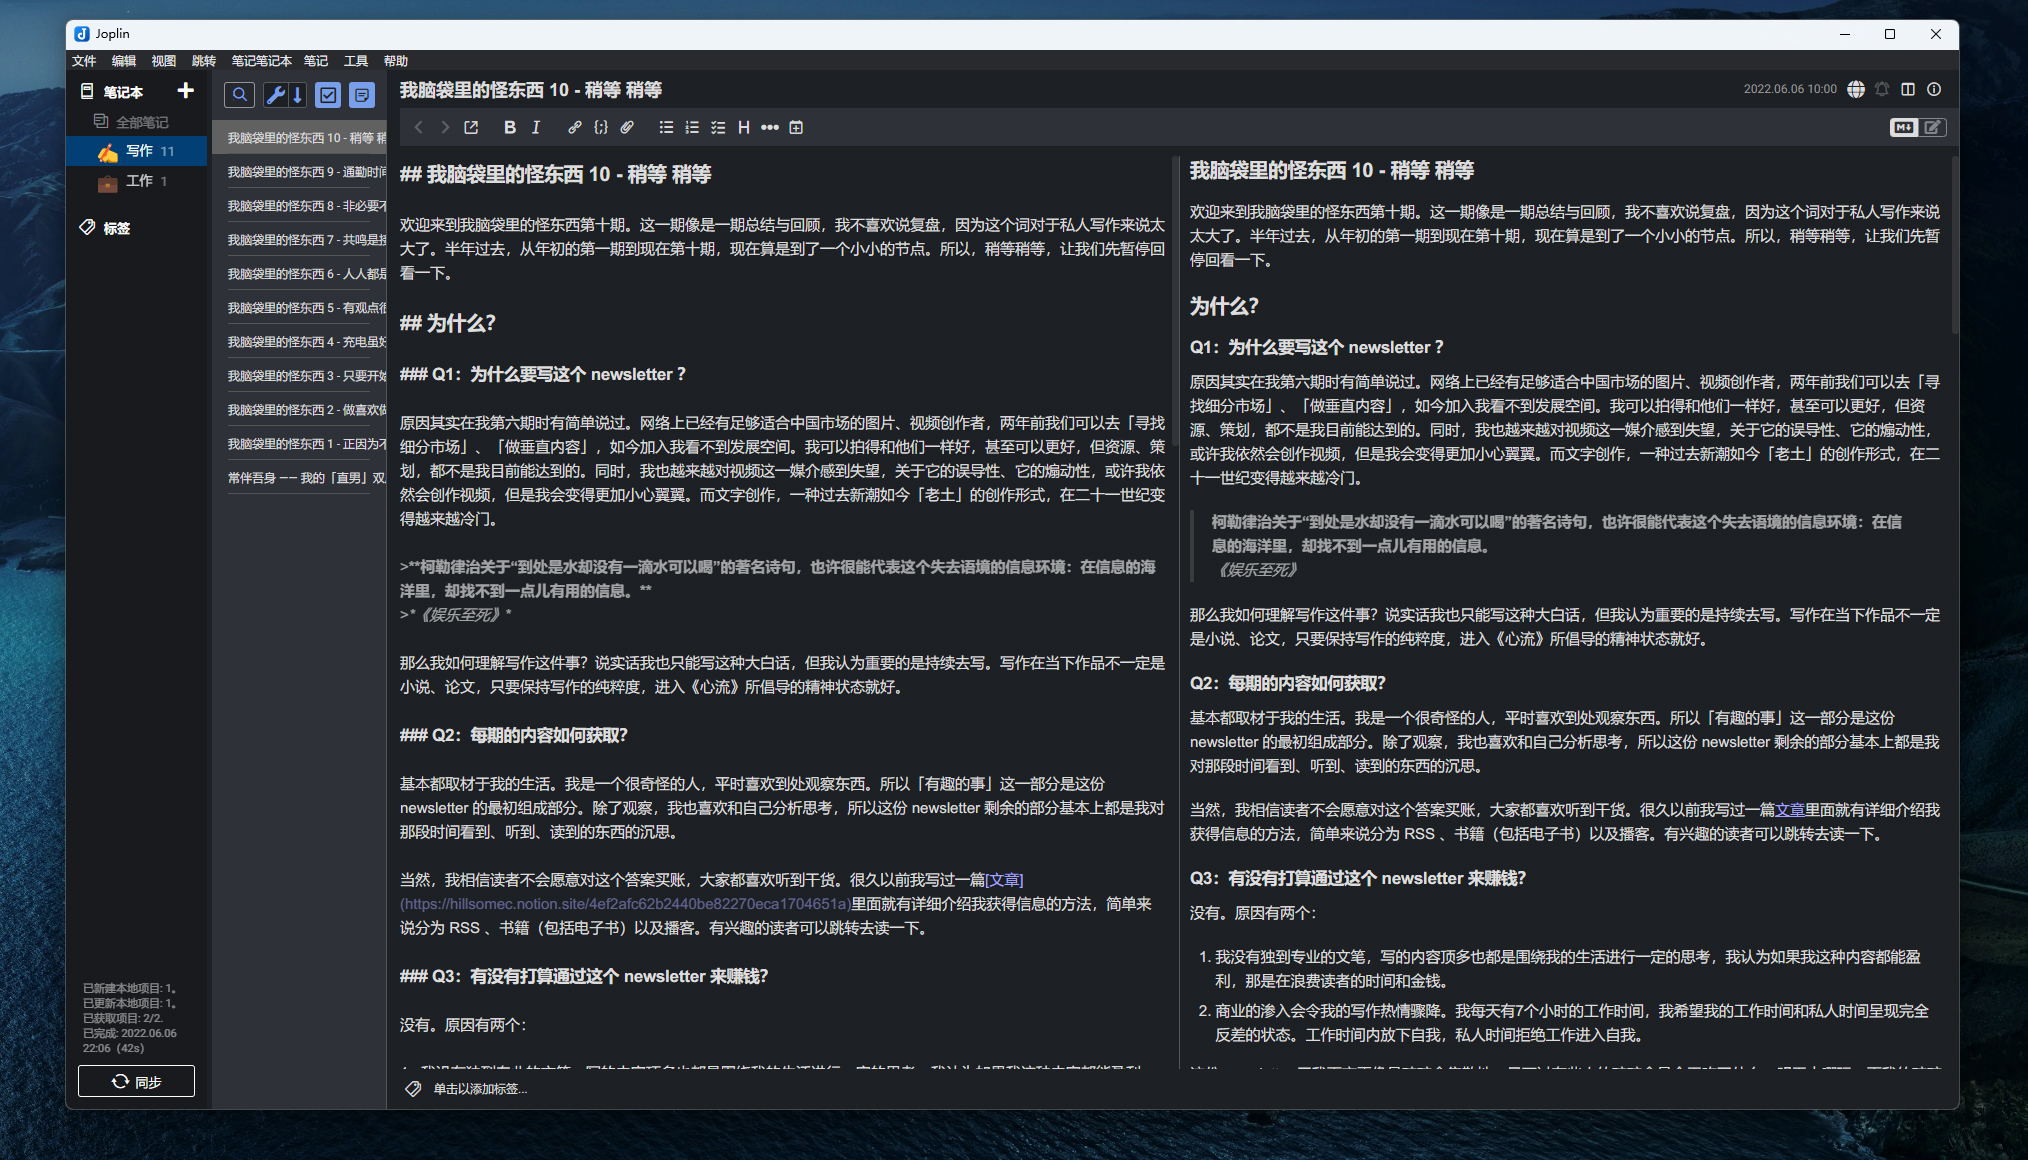 Joplin
文件 编辑 视图 跳转 笔记笔记本 笔记 工具 帮助
笔记本
全部笔记
写作 11
工作 1
标签
已新建本地项目: 1。
已更新本地项目: 1。
已获取项目: 2/2.
已完成: 2022.06.06
22:06（42s）
同步
我脑袋里的怪东西 10 - 稍等 稍
我脑袋里的怪东西 9 - 通勤时间
我脑袋里的怪东西 8 - 非必要不
我脑袋里的怪东西 7 - 共鸣是
我脑袋里的怪东西 6 - 人人都是
我脑袋里的怪东西 5 - 有观点很
我脑袋里的怪东西 4 - 充电虽好
我脑袋里的怪东西 3 - 只要开始
我脑袋里的怪东西 2 - 做喜欢做
我脑袋里的怪东西 1 - 正因为不
常伴吾身 —— 我的「直男」双
我脑袋里的怪东西 10 - 稍等 稍等
2022.06.06 10:00
## 我脑袋里的怪东西 10 - 稍等 稍等
欢迎来到我脑袋里的怪东西第十期。这一期像是一期总结与回顾，我不喜欢说复盘，因为这个词对于私人写作来说太
大了。半年过去，从年初的第一期到现在第十期，现在算是到了一个小小的节点。所以，稍等稍等，让我们先暂停回
看一下。
## 为什么？
### Q1：为什么要写这个 newsletter ？
原因其实在我第六期时有简单说过。网络上已经有足够适合中国市场的图片、视频创作者，两年前我们可以去「寻找
细分市场」、「做垂直内容」，如今加入我看不到发展空间。我可以拍得和他们一样好，甚至可以更好，但资源、策
划，都不是我目前能达到的。同时，我也越来越对视频这一媒介感到失望，关于它的误导性、它的煽动性，或许我依
然会创作视频，但是我会变得更加小心翼翼。而文字创作，一种过去新潮如今「老土」的创作形式，在二十一世纪变
得越来越冷门。
>**柯勒律治关于“到处是水却没有一滴水可以喝”的著名诗句，也许很能代表这个失去语境的信息环境：在信息的海
洋里，却找不到一点儿有用的信息。**
>*《娱乐至死》*
那么我如何理解写作这件事？说实话我也只能写这种大白话，但我认为重要的是持续去写。写作在当下作品不一定是
小说、论文，只要保持写作的纯粹度，进入《心流》所倡导的精神状态就好。
### Q2：每期的内容如何获取？
基本都取材于我的生活。我是一个很奇怪的人，平时喜欢到处观察东西。所以「有趣的事」这一部分是这份
newsletter 的最初组成部分。除了观察，我也喜欢和自己分析思考，所以这份 newsletter 剩余的部分基本上都是我对
那段时间看到、听到、读到的东西的沉思。
当然，我相信读者不会愿意对这个答案买账，大家都喜欢听到干货。很久以前我写过一篇[文章]
(https://hillsomec.notion.site/4ef2afc62b2440be82270eca1704651a)里面就有详细介绍我获得信息的方法，简单来
说分为 RSS 、书籍（包括电子书）以及播客。有兴趣的读者可以跳转去读一下。
### Q3：有没有打算通过这个 newsletter 来赚钱？
没有。原因有两个：
单击以添加标签...
我脑袋里的怪东西 10 - 稍等 稍等
欢迎来到我脑袋里的怪东西第十期。这一期像是一期总结与回顾，我不喜欢说复盘，因为这个词对于私人写作来说
太大了。半年过去，从年初的第一期到现在第十期，现在算是到了一个小小的节点。所以，稍等稍等，让我们先暂
停回看一下。
为什么？
Q1：为什么要写这个 newsletter ？
原因其实在我第六期时有简单说过。网络上已经有足够适合中国市场的图片、视频创作者，两年前我们可以去「寻
找细分市场」、「做垂直内容」，如今加入我看不到发展空间。我可以拍得和他们一样好，甚至可以更好，但资
源、策划，都不是我目前能达到的。同时，我也越来越对视频这一媒介感到失望，关于它的误导性、它的煽动性，
或许我依然会创作视频，但是我会变得更加小心翼翼。而文字创作，一种过去新潮如今「老土」的创作形式，在二
十一世纪变得越来越冷门。
柯勒律治关于“到处是水却没有一滴水可以喝”的著名诗句，也许很能代表这个失去语境的信息环境：在信
息的海洋里，却找不到一点儿有用的信息。
《娱乐至死》
那么我如何理解写作这件事？说实话我也只能写这种大白话，但我认为重要的是持续去写。写作在当下作品不一定
是小说、论文，只要保持写作的纯粹度，进入《心流》所倡导的精神状态就好。
Q2：每期的内容如何获取？
基本都取材于我的生活。我是一个很奇怪的人，平时喜欢到处观察东西。所以「有趣的事」这一部分是这份
newsletter 的最初组成部分。除了观察，我也喜欢和自己分析思考，所以这份 newsletter 剩余的部分基本上都是我
对那段时间看到、听到、读到的东西的沉思。
当然，我相信读者不会愿意对这个答案买账，大家都喜欢听到干货。很久以前我写过一篇文章里面就有详细介绍我
获得信息的方法，简单来说分为 RSS 、书籍（包括电子书）以及播客。有兴趣的读者可以跳转去读一下。
Q3：有没有打算通过这个 newsletter 来赚钱？
没有。原因有两个：
1. 我没有独到专业的文笔，写的内容顶多也都是围绕我的生活进行一定的思考，我认为如果我这种内容都能盈
利，那是在浪费读者的时间和金钱。
2. 商业的渗入会令我的写作热情骤降。我每天有7个小时的工作时间，我希望我的工作时间和私人时间呈现完全
反差的状态。工作时间内放下自我，私人时间拒绝工作进入自我。